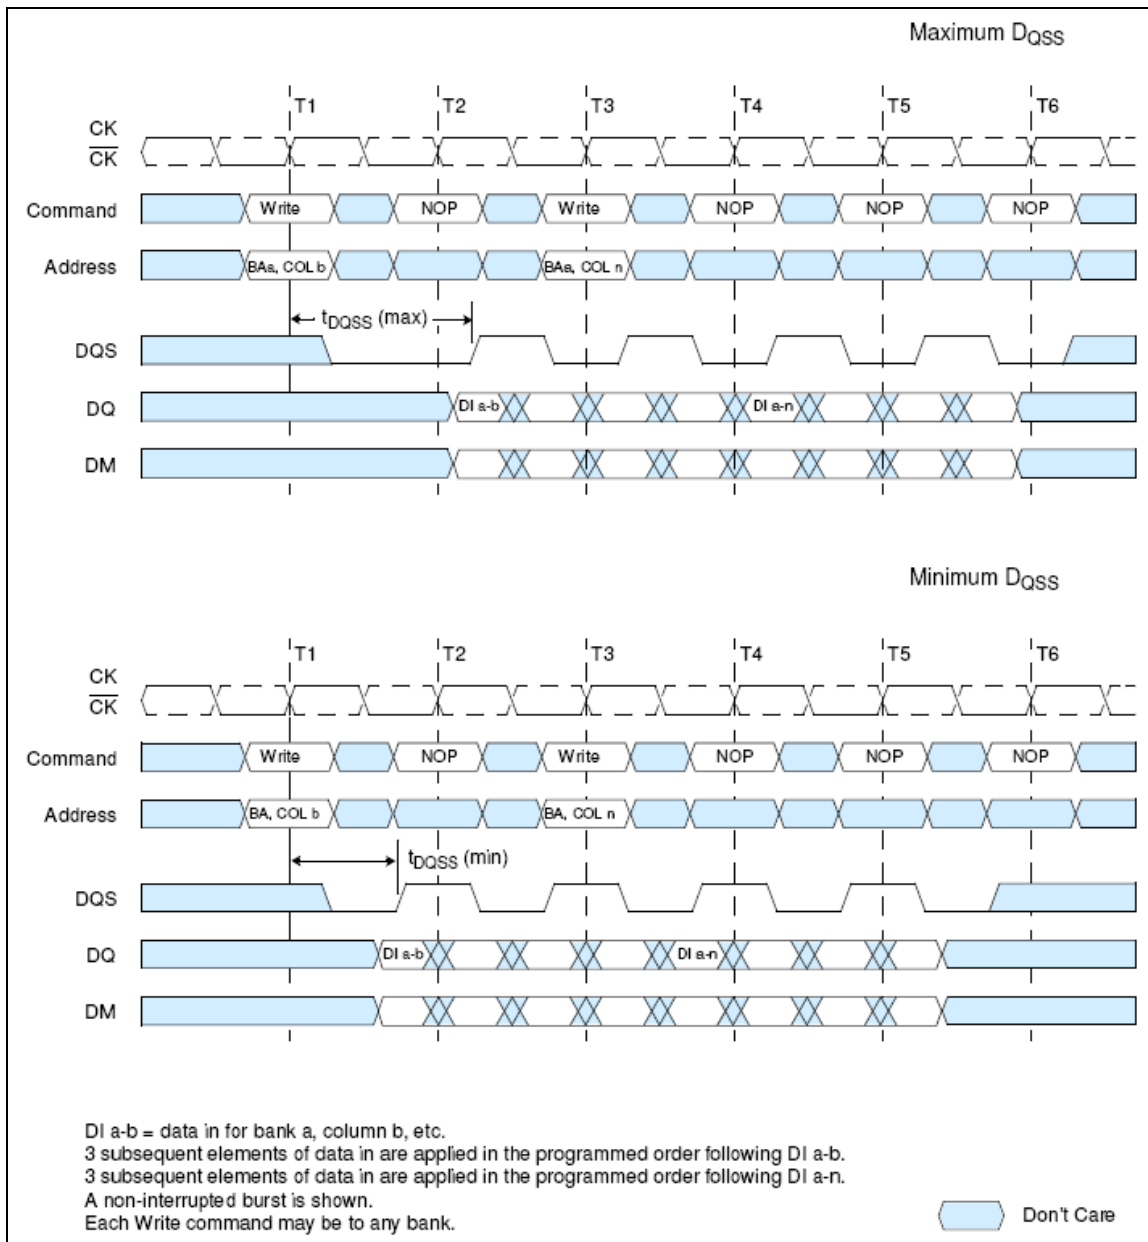 Maximum DQSS
T1 T2 T3 T4 T5 T6
CK
CK
Command Write NOP Write NOP NOP NOP
Address BAa, COL b BAa, COL n
tDQSS (max)
DQS
DQ DI a-b DI a-n
DM
Minimum DQSS
T1 T2 T3 T4 T5 T6
CK
CK
Command Write NOP Write NOP NOP NOP
Address BA, COL b BA, COL n
tDQSS (min)
DQS
DQ DI a-b DI a-n
DM
DI a-b = data in for bank a, column b, etc.
3 subsequent elements of data in are applied in the programmed order following DI a-b.
3 subsequent elements of data in are applied in the programmed order following DI a-n.
A non-interrupted burst is shown.
Each Write command may be to any bank.
Don't Care